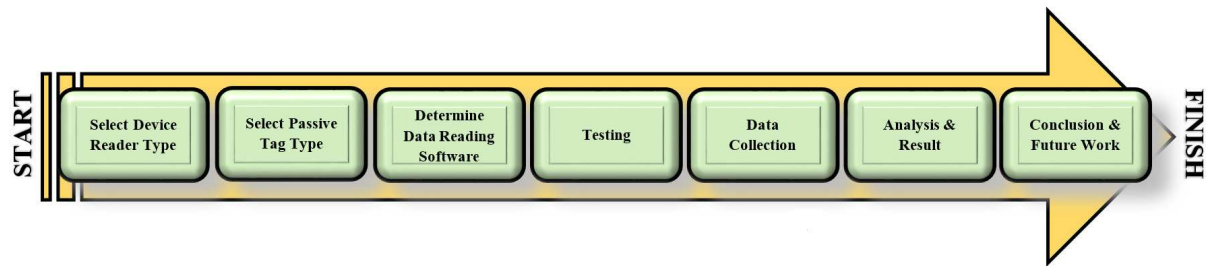 START
Select Device
Reader Type
Select Passive
Tag Type
Determine
Data Reading
Software
Testing
Data
Collection
Analysis &
Result
Conclusion &
Future Work
FINISH